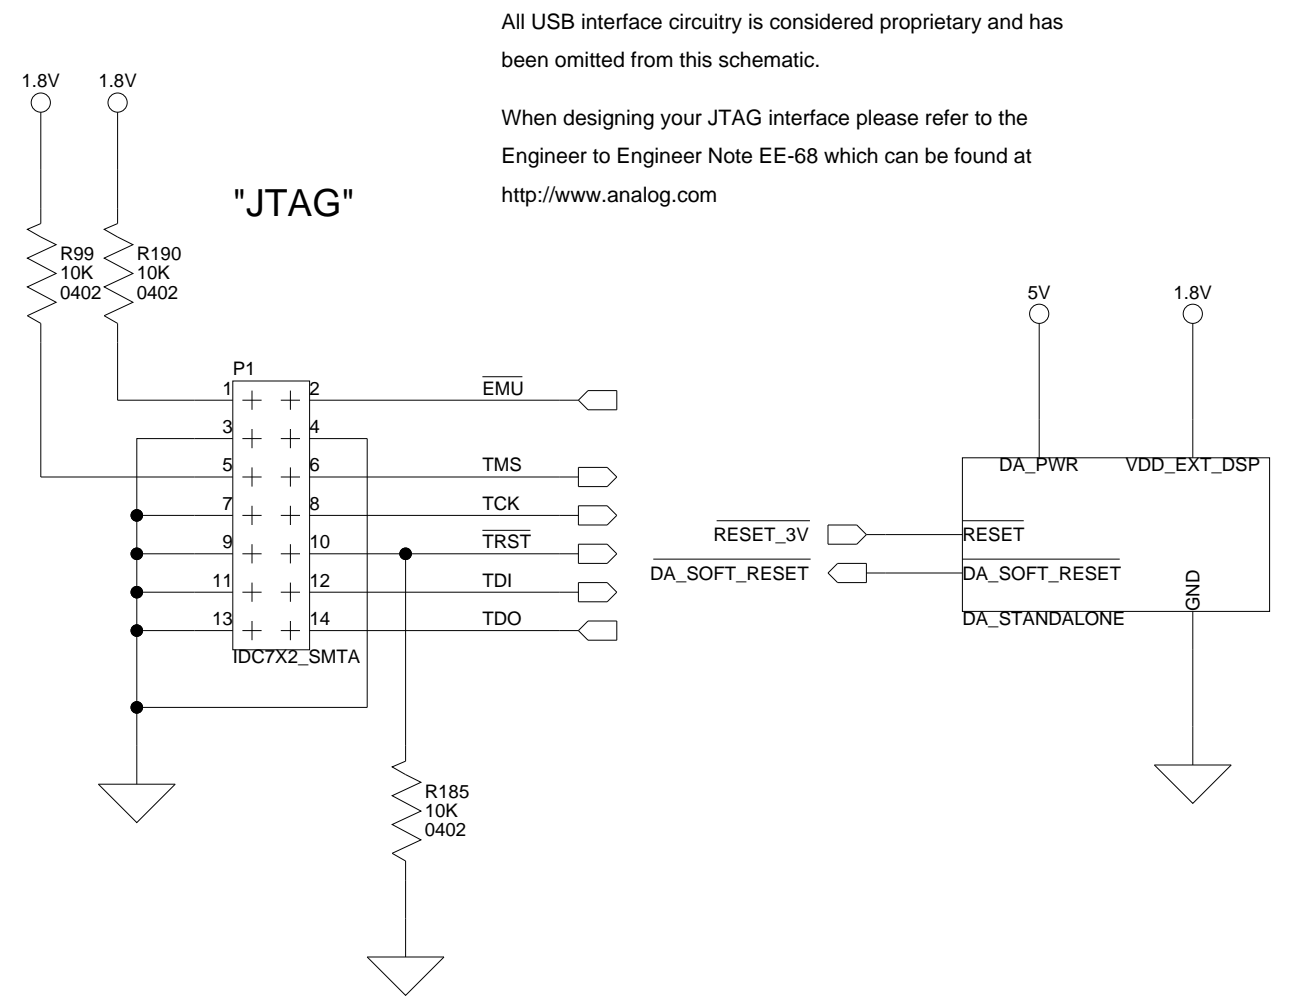 All USB interface circuitry is considered proprietary and has
been omitted from this schematic.
When designing your JTAG interface please refer to the
Engineer to Engineer Note EE-68 which can be found at
http://www.analog.com
1.8V
1.8V
"JTAG"
R99
10K
0402
R190
10K
0402
P1
1
2
EMU
3
4
5
6
TMS
7
8
TCK
9
10
TRST
11
12
TDI
13
14
TDO
IDC7X2_SMTA
R185
10K
0402
5V
1.8V
DA_PWR
VDD_EXT_DSP
RESET_3V
RESET
DA_SOFT_RESET
DA_SOFT_RESET
GND
DA_STANDALONE